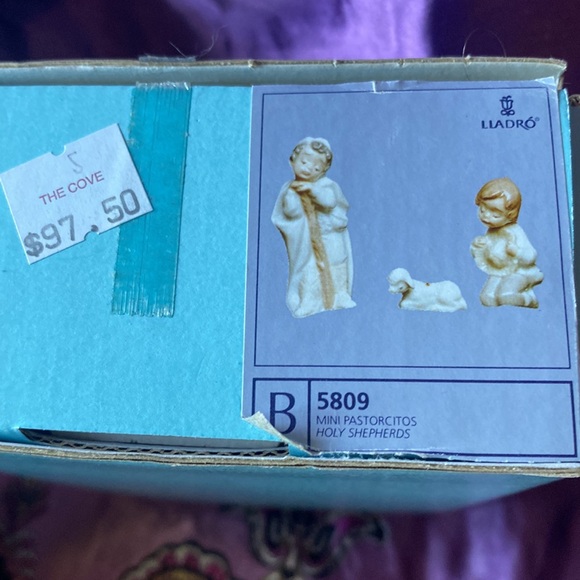 5
THE COVE
$97.50
LLADRÓ®
B
5809
MINI PASTORCITOS
HOLY SHEPHERDS